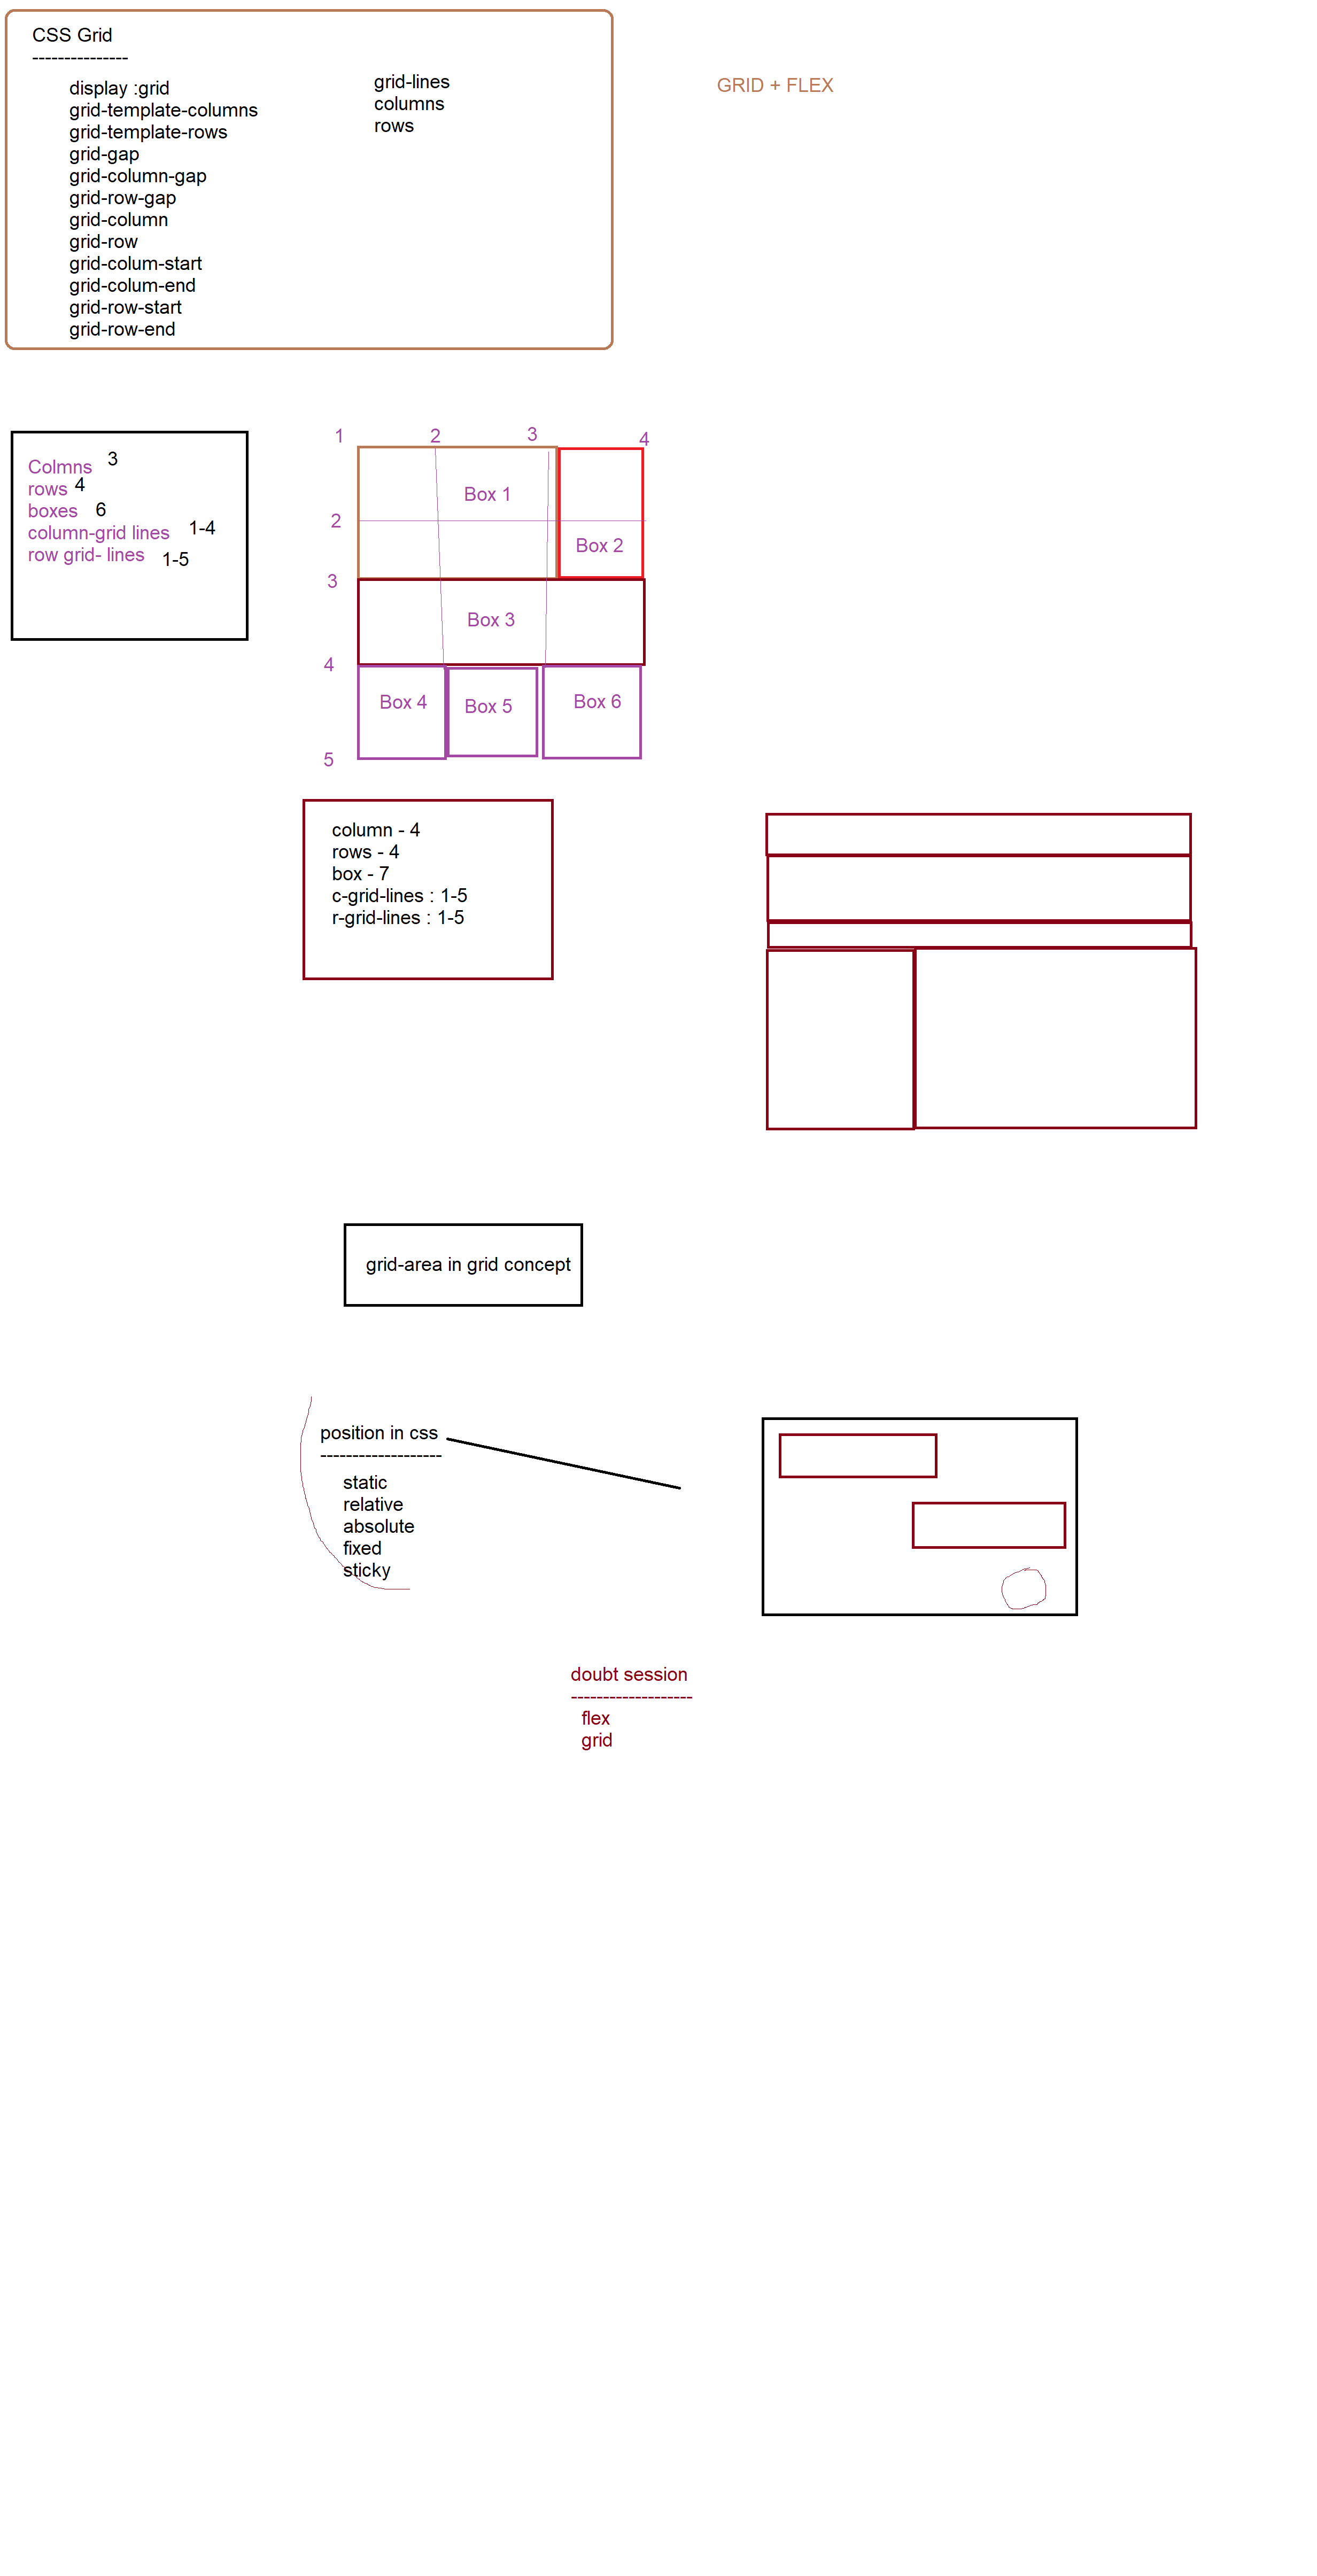 CSS Grid
---------------
display :grid
grid-template-columns
grid-template-rows
grid-gap
grid-column-gap
grid-row-gap
grid-column
grid-row
grid-colum-start
grid-colum-end
grid-row-start
grid-row-end
grid-lines
columns
rows
GRID + FLEX
Colmns 3
rows 4
boxes 6
column-grid lines 1-4
row grid- lines 1-5
1 2 3 4
Box 1
2
Box 2
3
Box 3
4
Box 4 Box 5 Box 6
5
column - 4
rows - 4
box - 7
c-grid-lines : 1-5
r-grid-lines : 1-5
grid-area in grid concept
position in css
-------------------
static
relative
absolute
fixed
sticky
doubt session
-------------------
flex
grid